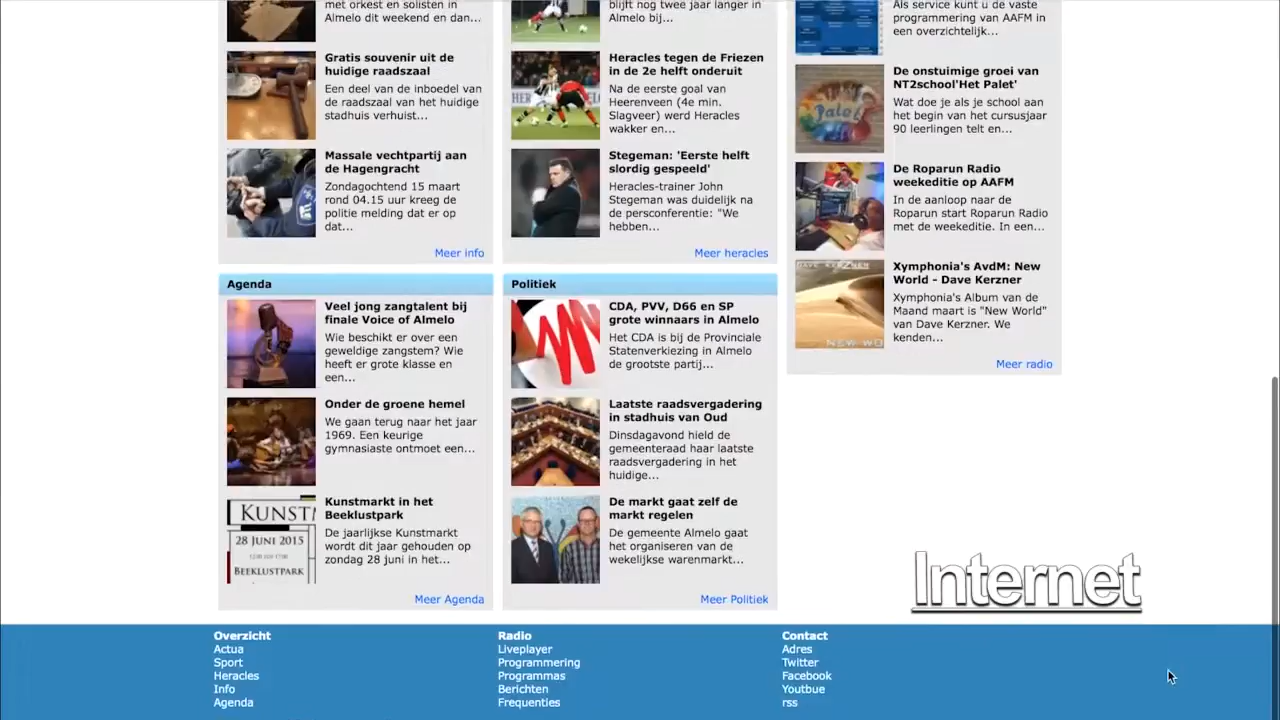 met orkest en solisten in
Almelo dit weekend en dan...
Gratis souvenir uit de
huidige raadszaal
Een deel van de inboedel van
de raadszaal van het huidige
stadhuis verhuist...
Massale vechtpartij aan
de Hagengracht
Zondagochtend 15 maart
rond 04.15 uur kreeg de
politie melding dat er op
dat...
Meer info
blijft nog twee jaar langer in
Almelo bij...
Heracles tegen de Friezen
in de 2e helft onderuit
Na de eerste goal van
Heerenveen (4e min.
Slagveer) werd Heracles
wakker en...
Stegeman: 'Eerste helft
slordig gespeeld'
Heracles-trainer John
Stegeman was duidelijk na
de persconferentie: "We
hebben...
Meer heracles
Als service kunt u de vaste
programmering van AAFM in
een overzichtelijk...
De onstuimige groei van
NT2school'Het Palet'
Wat doe je als je school aan
het begin van het cursusjaar
90 leerlingen telt en...
Palet
De Roparun Radio
weekeditie op AAFM
In de aanloop naar de
Roparun start Roparun Radio
met de weekeditie. In een...
DAVE KERZNER
NEW WO
Xymphonia's AvdM: New
World - Dave Kerzner
Xymphonia's Album van de
Maand maart is "New World"
van Dave Kerzner. We
kenden...
Meer radio
Agenda
Veel jong zangtalent bij
finale Voice of Almelo
Wie beschikt er over een
geweldige zangstem? Wie
heeft er grote klasse en
een...
Onder de groene hemel
We gaan terug naar het jaar
1969. Een keurige
gymnasiaste ontmoet een...
KUNSTM
28 JUNI 2015
BEEKLUSTPARK
Kunstmarkt in het
Beeklustpark
De jaarlijkse Kunstmarkt
wordt dit jaar gehouden op
zondag 28 juni in het...
Meer Agenda
Politiek
CDA, PVV, D66 en SP
grote winnaars in Almelo
Het CDA is bij de Provinciale
Statenverkiezing in Almelo
de grootste partij...
Laatste raadsvergadering
in stadhuis van Oud
Dinsdagavond hield de
gemeenteraad haar laatste
raadsvergadering in het
huidige...
De markt gaat zelf de
markt regelen
De gemeente Almelo gaat
het organiseren van de
wekelijkse warenmarkt...
Meer Politiek
Internet
Overzicht
Actua
Sport
Heracles
Info
Agenda
Radio
Liveplayer
Programmering
Programmas
Berichten
Frequenties
Contact
Adres
Twitter
Facebook
Youtbue
rss